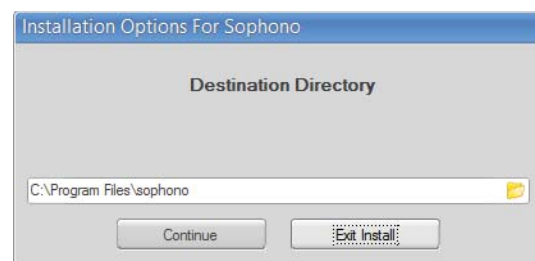 Installation Options For Sophono
Destination Directory
C:\Program Files\sophono
Continue
Exit Install